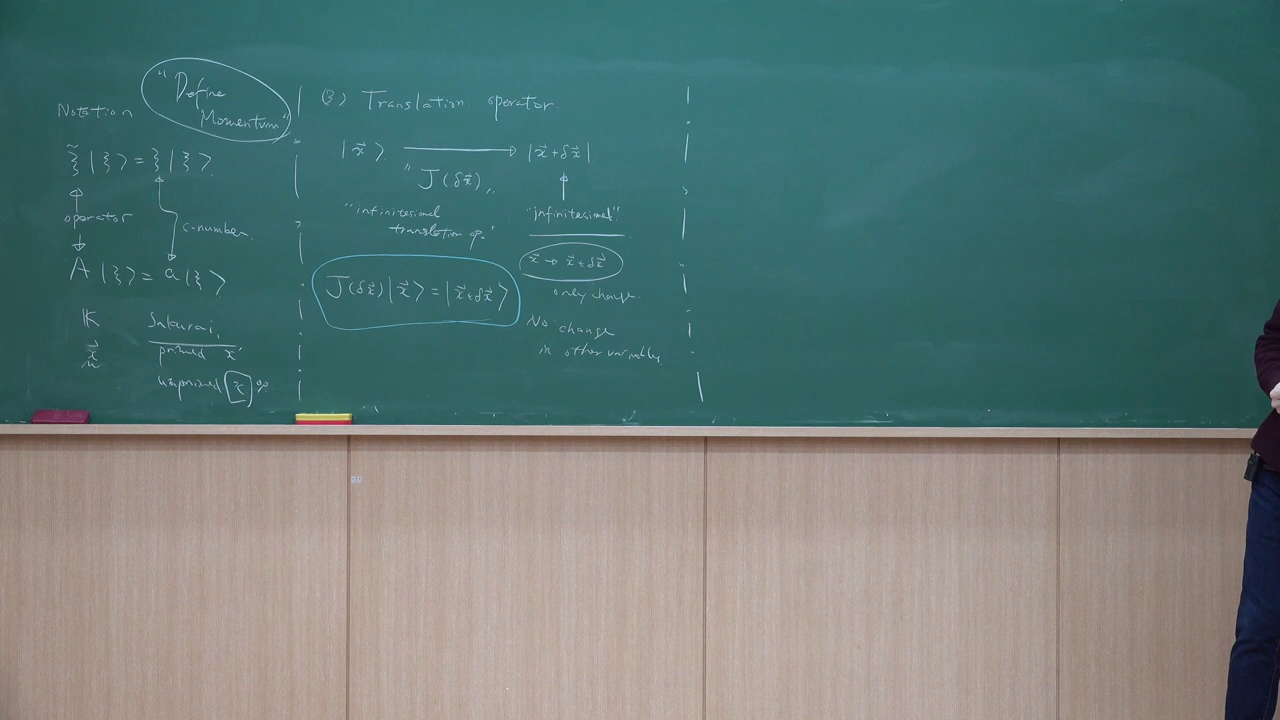 "Define
Momentum"
Notation
ξ̃ |ξ> = ξ |ξ>.
operator
c-number.
A |ξ> = a |ξ>
𝕂
x⃗
Sakurai,
primed x'
unprimed x op
(3) Translation operator
|x⃗> → |x⃗+δx⃗|
"J(δx⃗)"
"infinitesimal
translation op."
"infinitesimal"
x⃗ → x⃗+δx⃗
only change.
J(δx⃗)|x⃗> = |x⃗+δx⃗>
No change
in other variables,